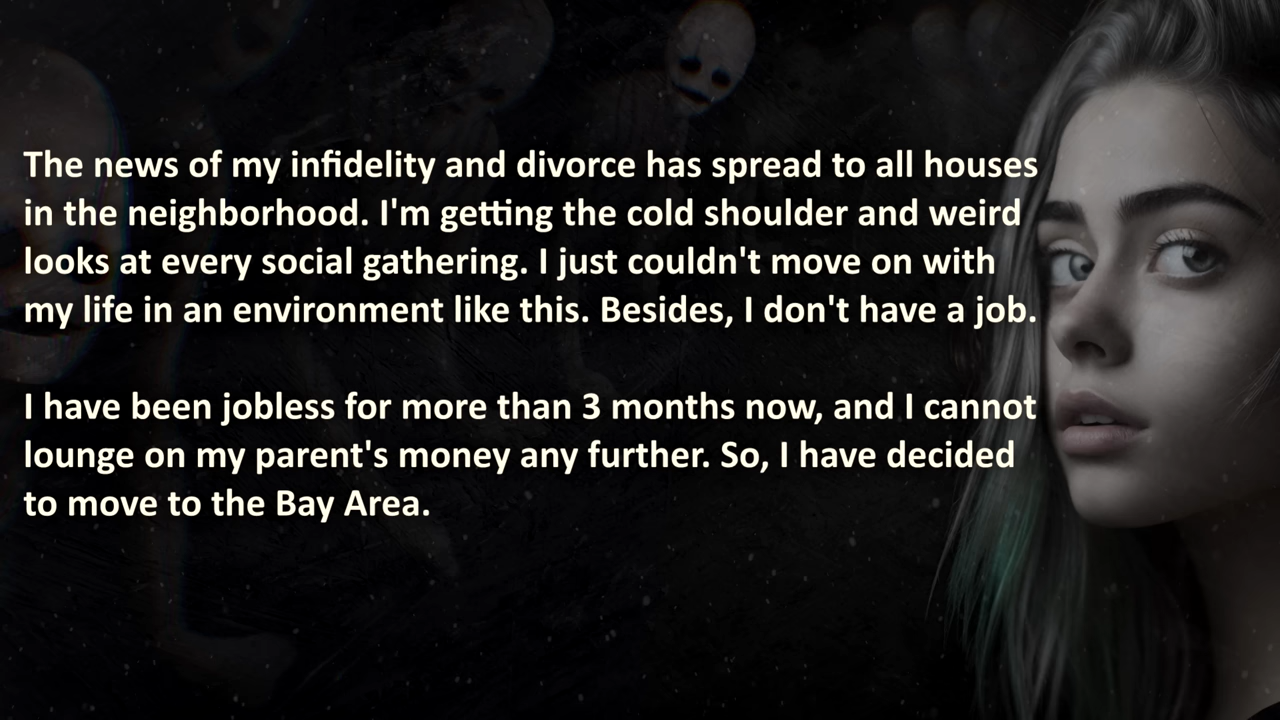 The news of my infidelity and divorce has spread to all houses
in the neighborhood. I'm getting the cold shoulder and weird
looks at every social gathering. I just couldn't move on with
my life in an environment like this. Besides, I don't have a job.
I have been jobless for more than 3 months now, and I cannot
lounge on my parent's money any further. So, I have decided
to move to the Bay Area.